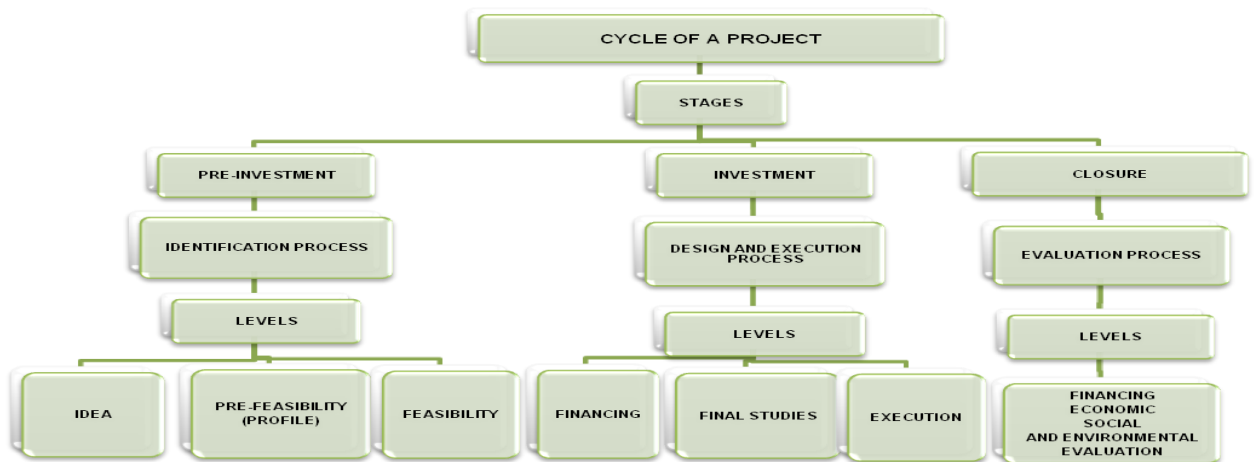 CYCLE OF A PROJECT
STAGES
PRE-INVESTMENT
INVESTMENT
CLOSURE
IDENTIFICATION PROCESS
DESIGN AND EXECUTION
PROCESS
EVALUATION PROCESS
LEVELS
LEVELS
LEVELS
IDEA
PRE-FEASIBILITY
(PROFILE)
FEASIBILITY
FINANCING
FINAL STUDIES
EXECUTION
FINANCING
ECONOMIC
SOCIAL
AND ENVIRONMENTAL
EVALUATION